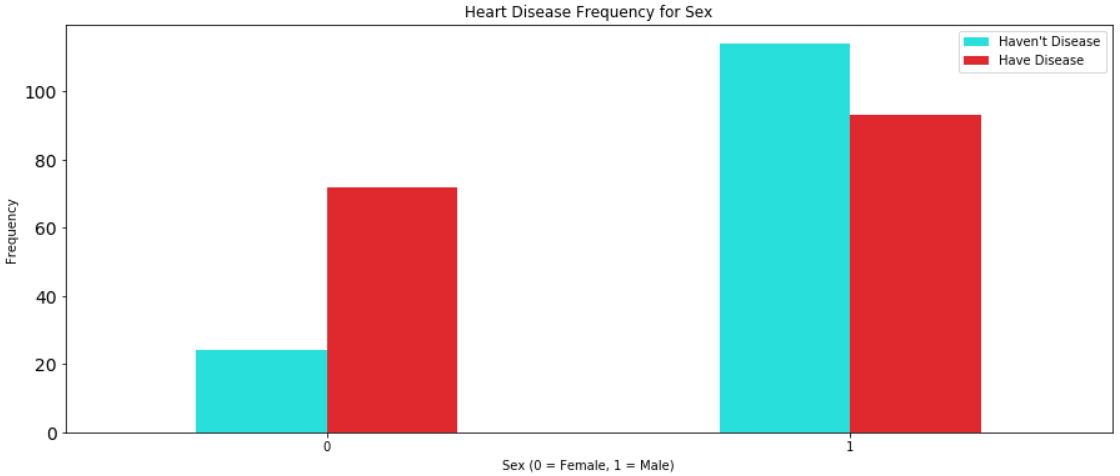 Heart Disease Frequency for Sex
Haven't Disease
Have Disease
Frequency
100
80
60
40
20
0
0 1
Sex (0 = Female, 1 = Male)